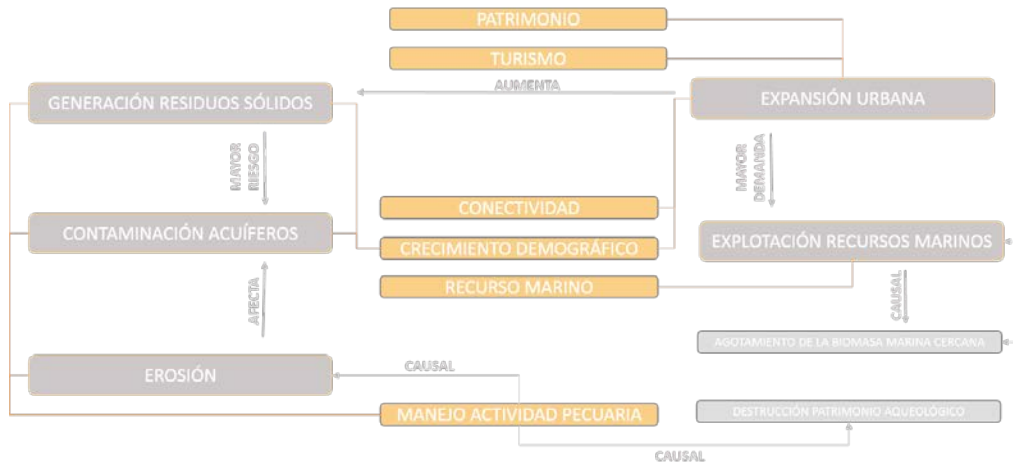 PATRIMONIO
TURISMO
AUMENTA
GENERACIÓN RESIDUOS SÓLIDOS
EXPANSIÓN URBANA
MAYOR
RIESGO
MAYOR
DEMANDA
CONECTIVIDAD
CONTAMINACIÓN ACUÍFEROS
CRECIMIENTO DEMOGRÁFICO
EXPLOTACIÓN RECURSOS MARINOS
RECURSO MARINO
AFECTA
CAUSAL
AGOTAMIENTO DE LA BIOMASA MARINA CERCANA
EROSIÓN
CAUSAL
MANEJO ACTIVIDAD PECUARIA
DESTRUCCIÓN PATRIMONIO AQUEOLÓGICO
CAUSAL